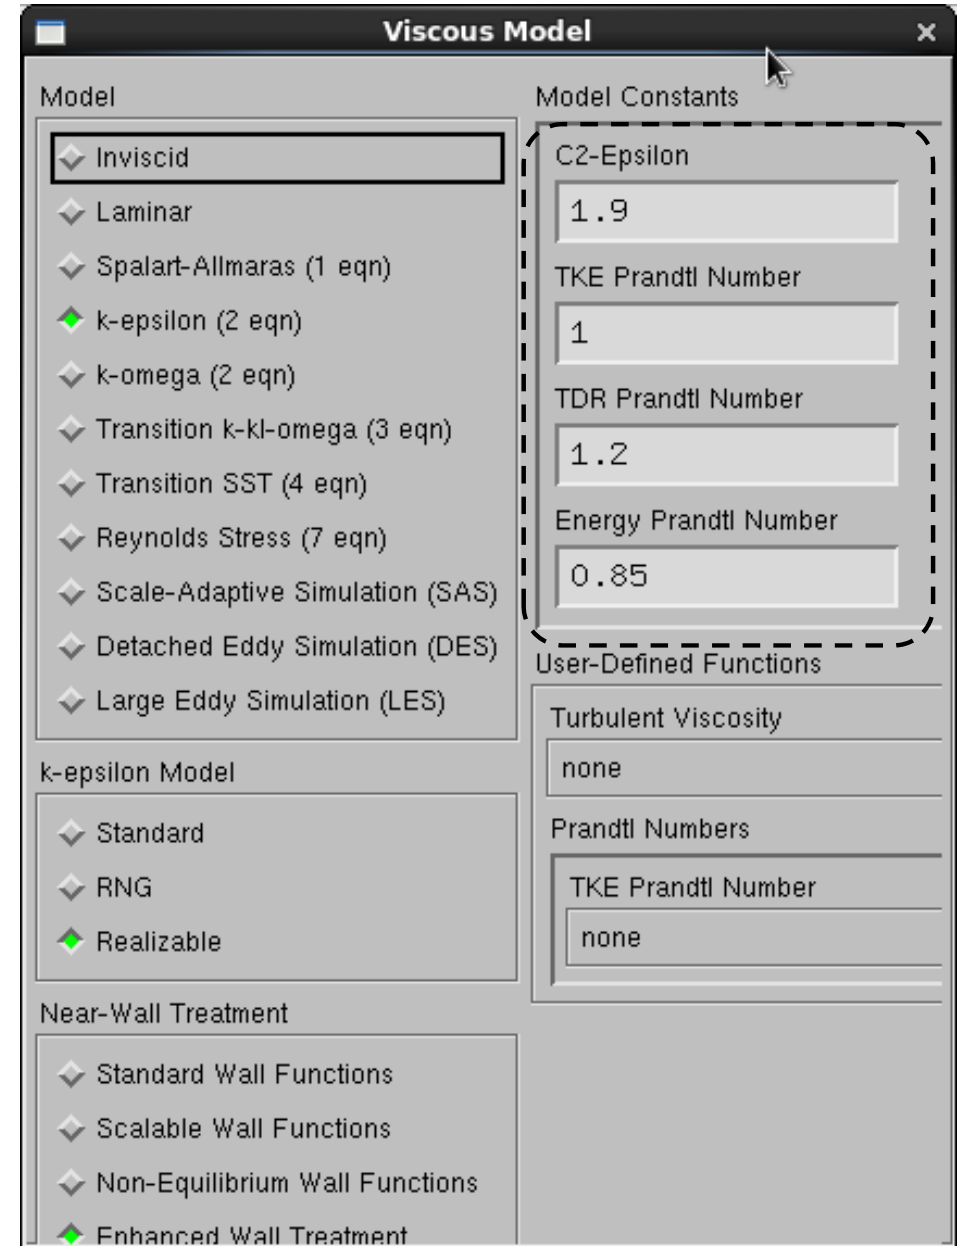 Viscous Model
Model
Inviscid
Laminar
Spalart-Allmaras (1 eqn)
k-epsilon (2 eqn)
k-omega (2 eqn)
Transition k-kl-omega (3 eqn)
Transition SST (4 eqn)
Reynolds Stress (7 eqn)
Scale-Adaptive Simulation (SAS)
Detached Eddy Simulation (DES)
Large Eddy Simulation (LES)
k-epsilon Model
Standard
RNG
Realizable
Near-Wall Treatment
Standard Wall Functions
Scalable Wall Functions
Non-Equilibrium Wall Functions
Enhanced Wall Treatment
Model Constants
C2-Epsilon
1.9
TKE Prandtl Number
1
TDR Prandtl Number
1.2
Energy Prandtl Number
0.85
User-Defined Functions
Turbulent Viscosity
none
Prandtl Numbers
TKE Prandtl Number
none